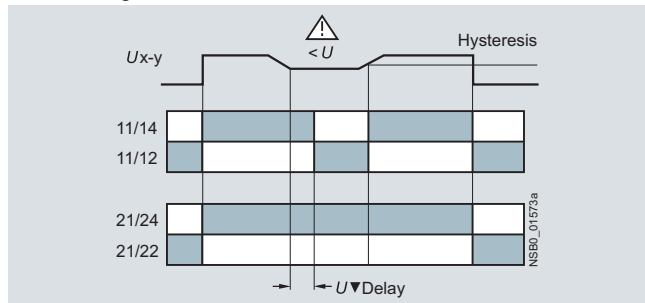 < U
Hysteresis
Ux-y
11/14
11/12
21/24
21/22
U▼Delay
NSB0_01573a